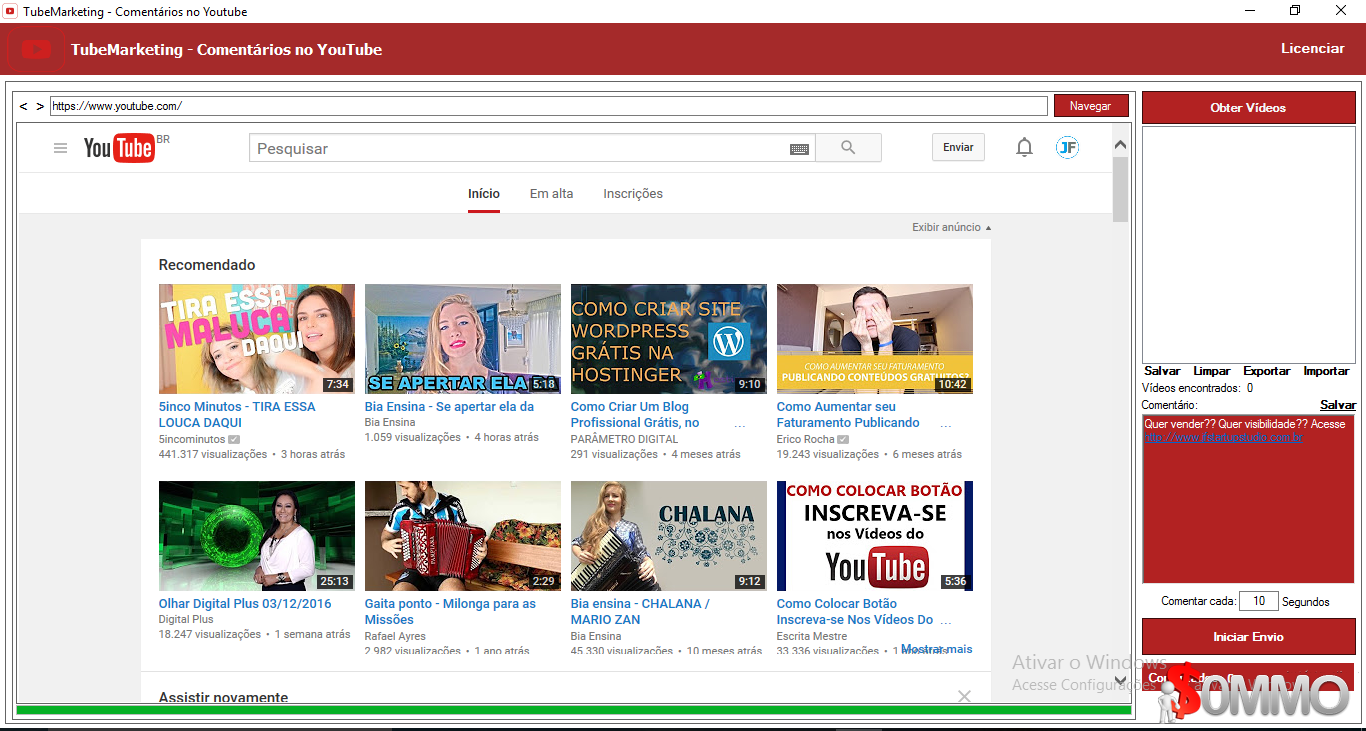 TubeMarketing - Comentários no Youtube
TubeMarketing - Comentários no YouTube
Licenciar
< >
https://www.youtube.com/
Navegar
YouTube BR
Pesquisar
Enviar
JF
Início
Em alta
Inscrições
Exibir anúncio
Recomendado
TIRA ESSA
MALUCA
DAQUI
7:34
SE APERTAR ELA
5:18
COMO CRIAR SITE
WORDPRESS
GRÁTIS NA
HOSTINGER
9:10
COMO AUMENTAR SEU FATURAMENTO
PUBLICANDO CONTEÚDOS GRATUITOS?
10:42
5inco Minutos - TIRA ESSA
LOUCA DAQUI
5incominutos
441.317 visualizações • 3 horas atrás
Bia Ensina - Se apertar ela da
Bia Ensina
1.059 visualizações • 4 horas atrás
Como Criar Um Blog
Profissional Grátis, no ...
PARÂMETRO DIGITAL
291 visualizações • 4 meses atrás
Como Aumentar seu
Faturamento Publicando ...
Erico Rocha
19.243 visualizações • 6 meses atrás
25:13
2:29
CHALANA
9:12
COMO COLOCAR BOTÃO
INSCREVA-SE
nos Vídeos do
YouTube
5:36
Olhar Digital Plus 03/12/2016
Digital Plus
18.247 visualizações • 1 semana atrás
Gaita ponto - Milonga para as
Missões
Rafael Ayres
2.982 visualizações • 1 ano atrás
Bia ensina - CHALANA /
MARIO ZAN
Bia Ensina
45.330 visualizações • 10 meses atrás
Como Colocar Botão
Inscreva-se Nos Vídeos Do ...
Escrita Mestre
33.336 visualizações • 1 ano atrás
Mostrar mais
Assistir novamente
Obter Vídeos
Salvar Limpar Exportar Importar
Vídeos encontrados: 0
Comentário:
Salvar
Quer vender?? Quer visibilidade?? Acesse
Comentar cada: 10 Segundos
Iniciar Envio
Ativar o Windows
Acesse Configurações
$OMMO